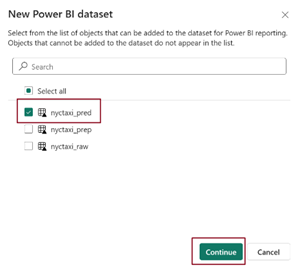 New Power BI dataset
Select from the list of objects that can be added to the dataset for Power BI reporting.
Objects that cannot be added to the dataset do not appear in the list.
Search
Select all
nyctaxi_pred
nyctaxi_prep
nyctaxi_raw
Continue
Cancel